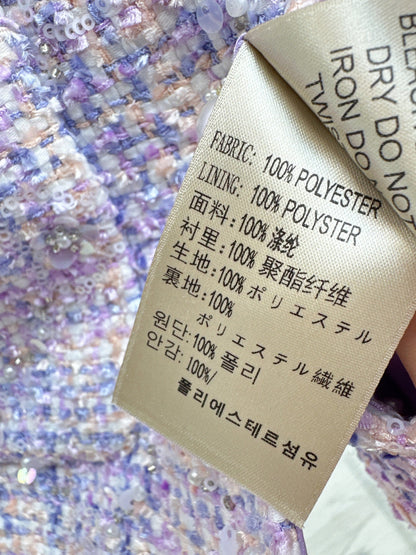 FABRIC: 100% POLYESTER
LINING: 100% POLYSTER
面料:100% 涤纶
衬里:100% 聚酯纤维
生地:100% ポリエステル
裏地:100%
ポリエステル繊維
원단:100% 폴리
안감:100%/
폴리에스테르섬유
DRY DO NOT
IRON DO